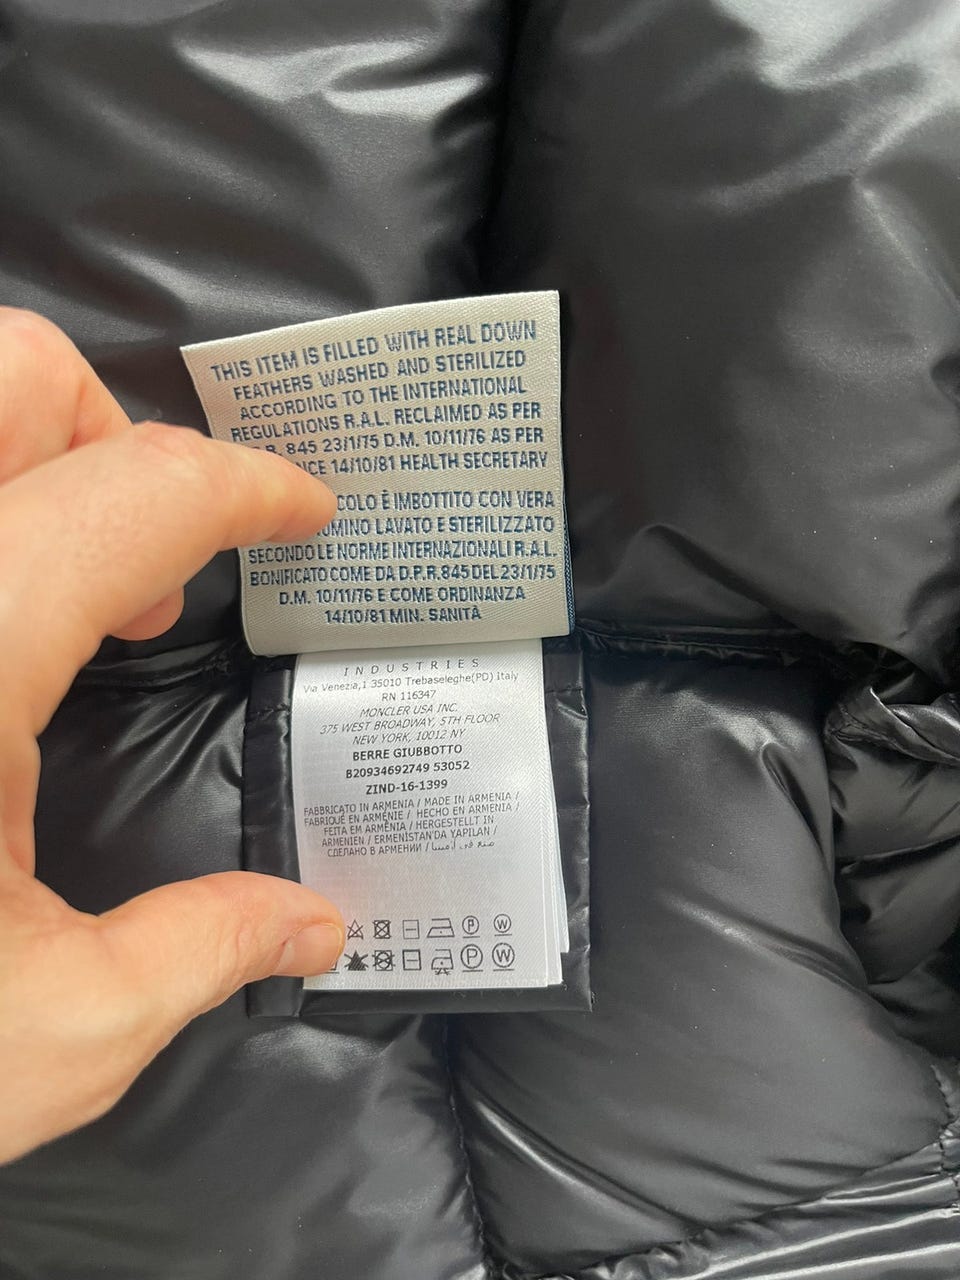 THIS ITEM IS FILLED WITH REAL DOWN
FEATHERS WASHED AND STERILIZED
ACCORDING TO THE INTERNATIONAL
REGULATIONS R.A.L. RECLAIMED AS PER
845 23/1/75 D.M. 10/11/76 AS PER
14/10/81 HEALTH SECRETARY
È IMBOTTITO CON VERA
LAVATO E STERILIZZATO
SECONDO LE NORME INTERNAZIONALI R.A.L.
BONIFICATO COME DA D.P.R.845 DEL 23/1/75
D.M. 10/11/76 E COME ORDINANZA
14/10/81 MIN. SANITÀ
INDUSTRIES
Via Venezia,1 35010 Trebaseleghe(PD) Italy
RN 116347
MONCLER USA INC.
375 WEST BROADWAY, 5TH FLOOR
NEW YORK, 10012 NY
BERRE GIUBBOTTO
B20934692749 53052
ZIND-16-1399
FABBRICATO IN ARMENIA / MADE IN ARMENIA /
FABRIQUÉ EN ARMÉNIE / HECHO EN ARMENIA /
FEITA EM ARMÊNIA / HERGESTELLT IN
ARMENIEN / ERMENISTAN'DA YAPILAN /
СДЕЛАНО В АРМЕНИИ / صنع في أرمينيا
P W
P W